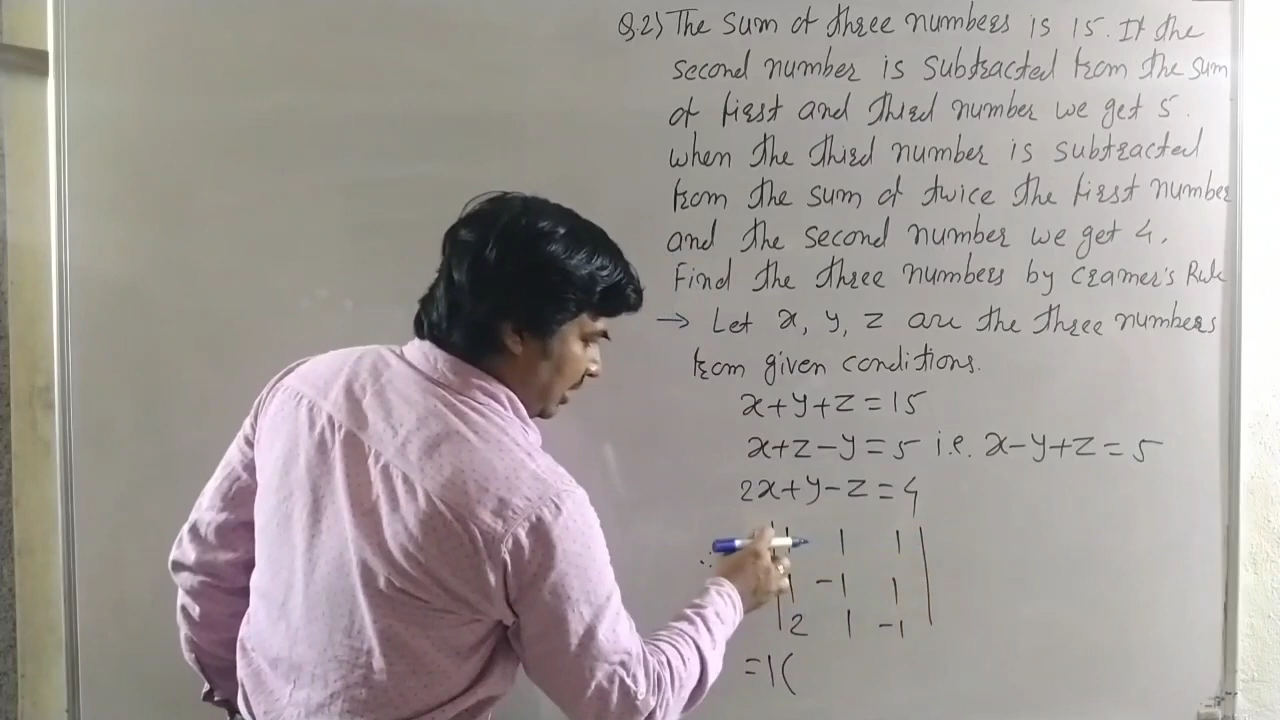 Q.2) The sum of three numbers is 15. If the
second number is subtracted from the sum
of first and third number we get 5.
when the third number is subtracted
from the sum of twice the first number
and the second number we get 4.
Find the three numbers by Cramer's Rule
→ Let x, y, z are the three numbers
from given conditions.
x+y+z=15
x+z-y=5 i.e. x-y+z=5
2x+y-z=4
1 1 1
1 -1 1
2 1 -1
=1(